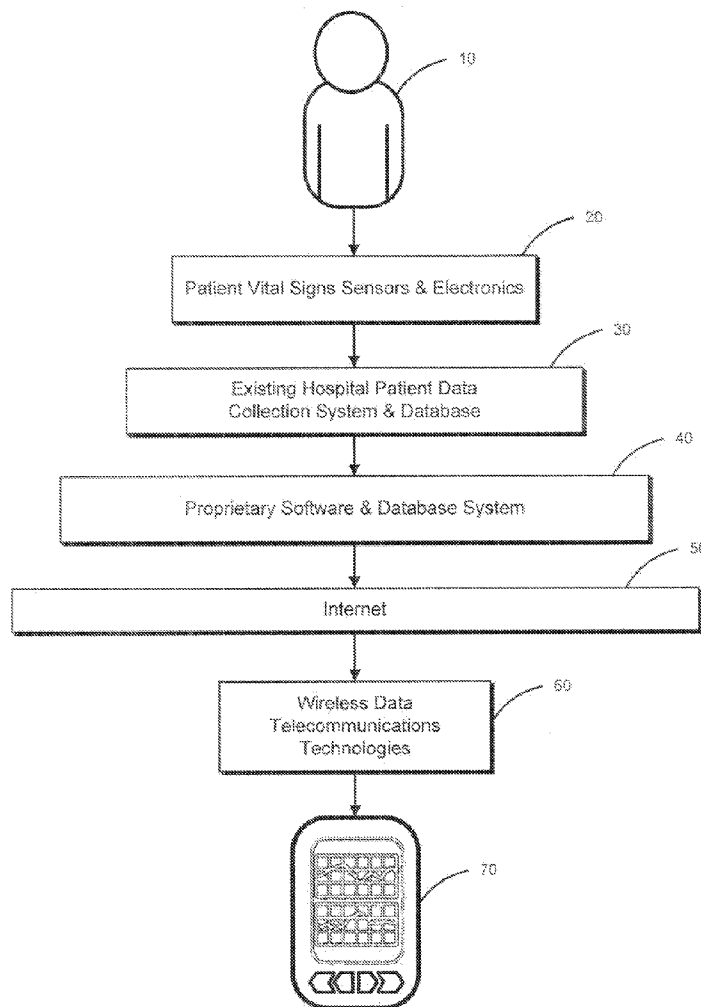 10
20
Patient Vital Signs Sensors & Electronics
30
Existing Hospital Patient Data
Collection System & Database
40
Proprietary Software & Database System
50
Internet
60
Wireless Data
Telecommunications
Technologies
70